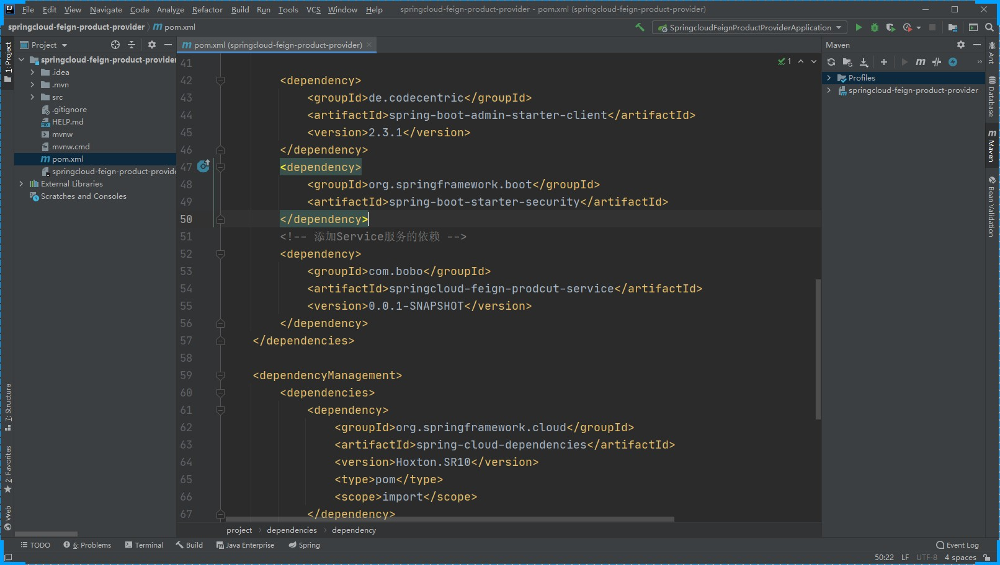 File Edit View Navigate Code Analyze Refactor Build Run Tools VCS Window Help springcloud-feign-product-provider - pom.xml (springcloud-feign-product-provider)
springcloud-feign-product-provider pom.xml SpringcloudFeignProductProviderApplication
1: Project
7: Structure
2: Favorites
Web
Project
springcloud-feign-product-provider
.idea
.mvn
src
.gitignore
HELP.md
mvnw
mvnw.cmd
pom.xml
springcloud-feign-product-provide
External Libraries
Scratches and Consoles
pom.xml (springcloud-feign-product-provider)
1
41
42 <dependency>
43 <groupId>de.codecentric</groupId>
44 <artifactId>spring-boot-admin-starter-client</artifactId>
45 <version>2.3.1</version>
46 </dependency>
47 <dependency>
48 <groupId>org.springframework.boot</groupId>
49 <artifactId>spring-boot-starter-security</artifactId>
50 </dependency>
51 <!-- 添加Service服务的依赖 -->
52 <dependency>
53 <groupId>com.bobo</groupId>
54 <artifactId>springcloud-feign-prodcut-service</artifactId>
55 <version>0.0.1-SNAPSHOT</version>
56 </dependency>
57 </dependencies>
58
59 <dependencyManagement>
60 <dependencies>
61 <dependency>
62 <groupId>org.springframework.cloud</groupId>
63 <artifactId>spring-cloud-dependencies</artifactId>
64 <version>Hoxton.SR10</version>
65 <type>pom</type>
66 <scope>import</scope>
67 </dependency>
project dependencies dependency
Maven
Profiles
springcloud-feign-product-provider
Ant
Database
Maven
Bean Validation
TODO 6: Problems Terminal Build Java Enterprise Spring Event Log
50:22 LF UTF-8 4 spaces